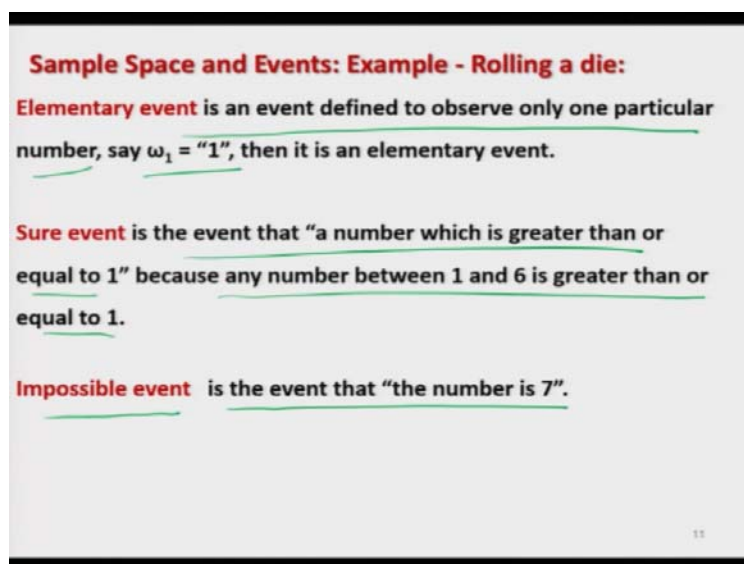 Sample Space and Events: Example - Rolling a die:
Elementary event is an event defined to observe only one particular
number, say ω₁ = “1”, then it is an elementary event.
Sure event is the event that “a number which is greater than or
equal to 1” because any number between 1 and 6 is greater than or
equal to 1.
Impossible event is the event that “the number is 7”.
11